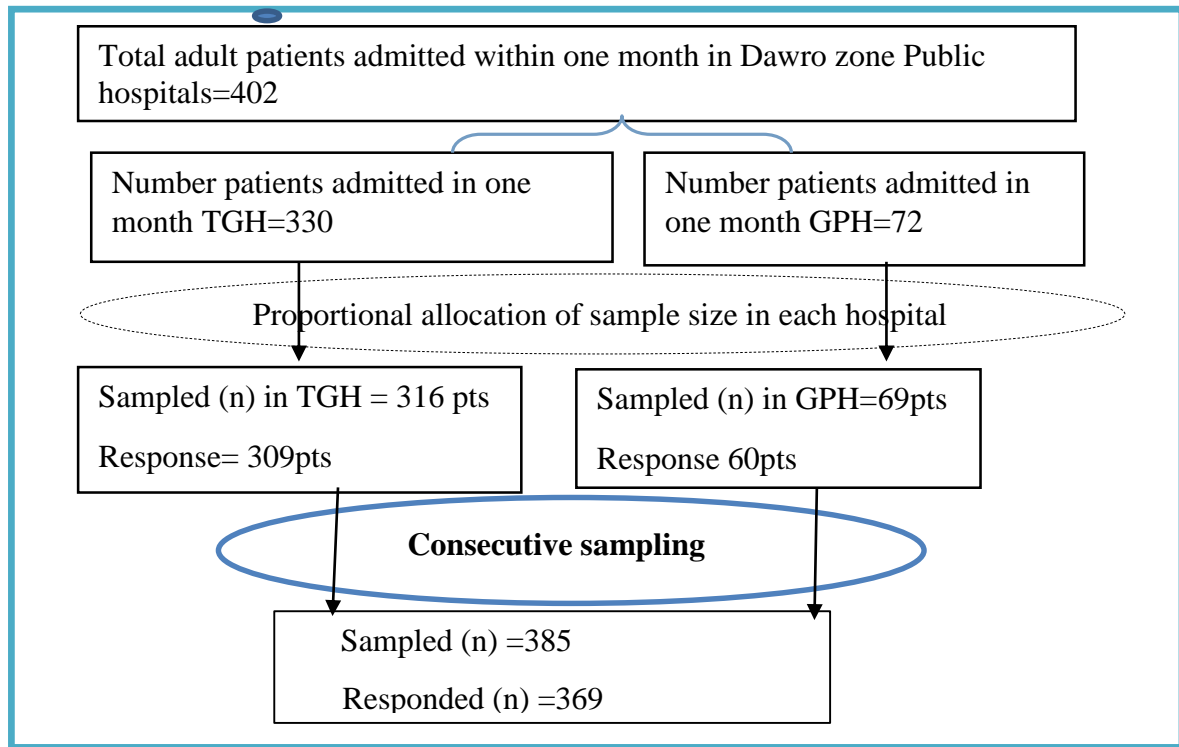 Total adult patients admitted within one month in Dawro zone Public
hospitals=402
Number patients admitted in one
month TGH=330
Number patients admitted in
one month GPH=72
Proportional allocation of sample size in each hospital
Sampled (n) in TGH = 316 pts
Response= 309pts
Sampled (n) in GPH=69pts
Response 60pts
Consecutive sampling
Sampled (n) =385
Responded (n) =369